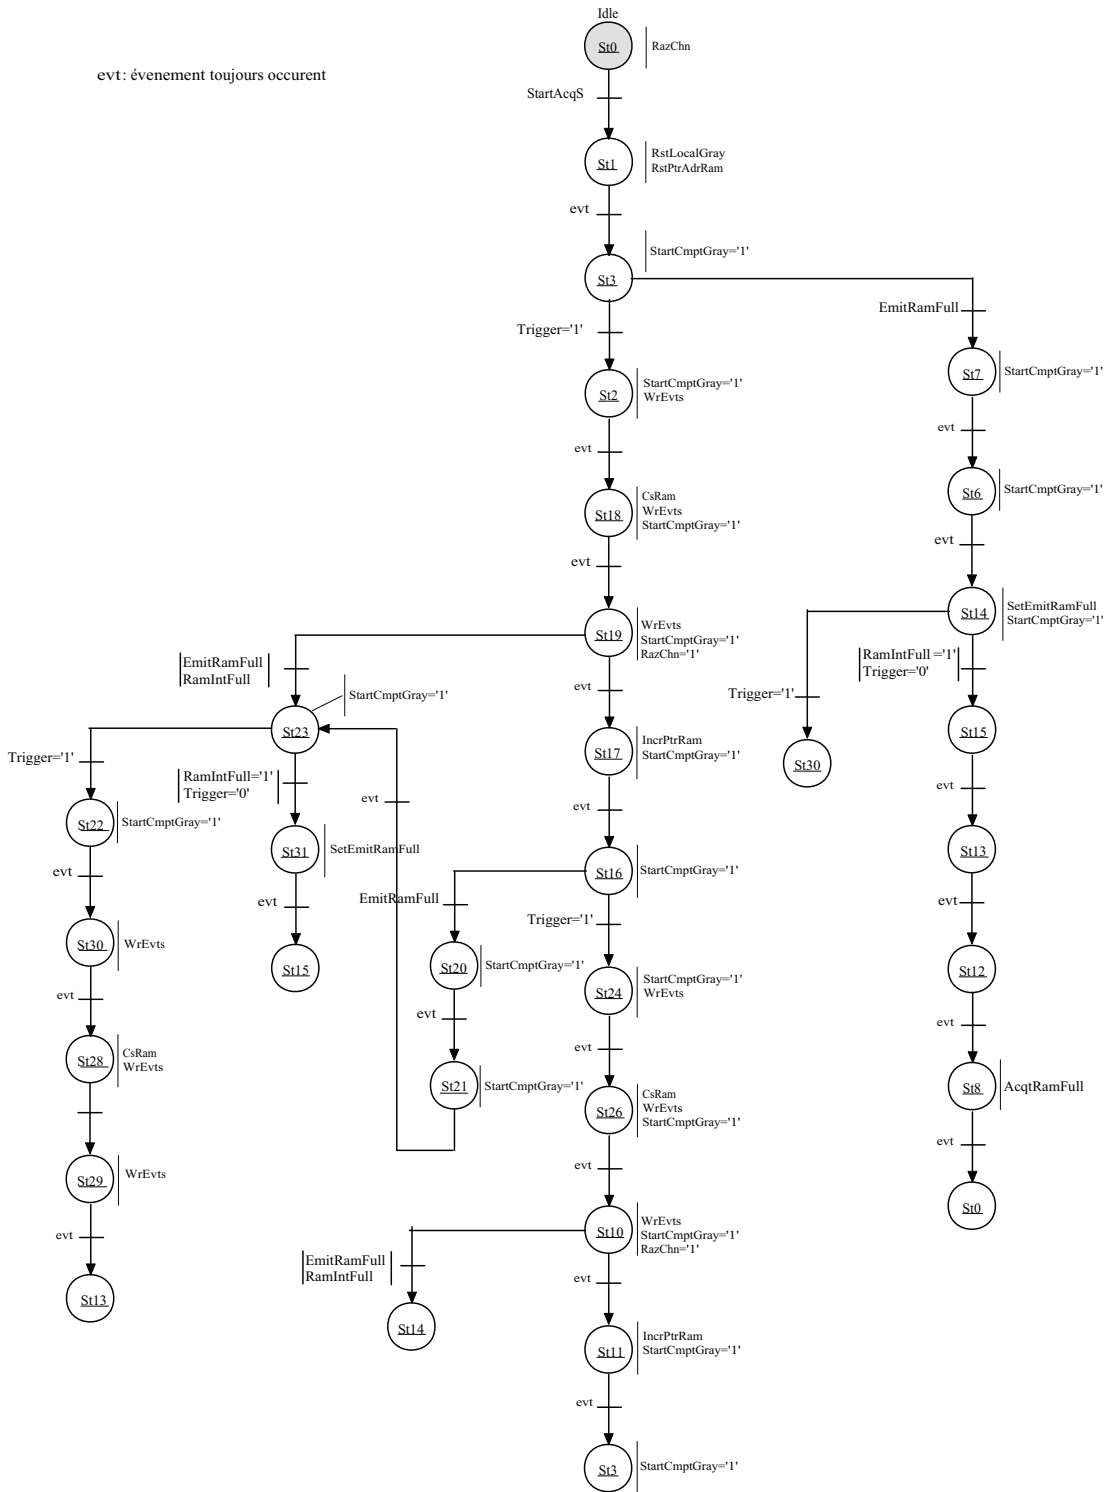 Idle
St0
RazChn
evt: évenement toujours occurent
StartAcqS
St1
RstLocalGray
RstPtrAdrRam
evt
StartCmptGray='1'
St3
EmitRamFull
Trigger='1'
St7
StartCmptGray='1'
St2
StartCmptGray='1'
WrEvts
evt
evt
St6
StartCmptGray='1'
St18
CsRam
WrEvts
StartCmptGray='1'
evt
evt
St14
SetEmitRamFull
StartCmptGray='1'
St19
WrEvts
StartCmptGray='1'
RazChn='1'
EmitRamFull
RamIntFull
RamIntFull ='1'
Trigger='0'
evt
StartCmptGray='1'
Trigger='1'
St23
St15
St17
IncrPtrRam
StartCmptGray='1'
St30
Trigger='1'
RamIntFull='1'
Trigger='0'
evt
evt
evt
St22
StartCmptGray='1'
St31
SetEmitRamFull
St13
St16
StartCmptGray='1'
evt
evt
EmitRamFull
Trigger='1'
evt
St30
WrEvts
St15
St20
StartCmptGray='1'
St24
StartCmptGray='1'
WrEvts
St12
evt
evt
evt
evt
St28
CsRam
WrEvts
St21
StartCmptGray='1'
St26
CsRam
WrEvts
StartCmptGray='1'
St8
AcqtRamFull
evt
evt
St29
WrEvts
St0
evt
St10
WrEvts
StartCmptGray='1'
RazChn='1'
EmitRamFull
RamIntFull
evt
St13
St14
St11
IncrPtrRam
StartCmptGray='1'
evt
St3
StartCmptGray='1'